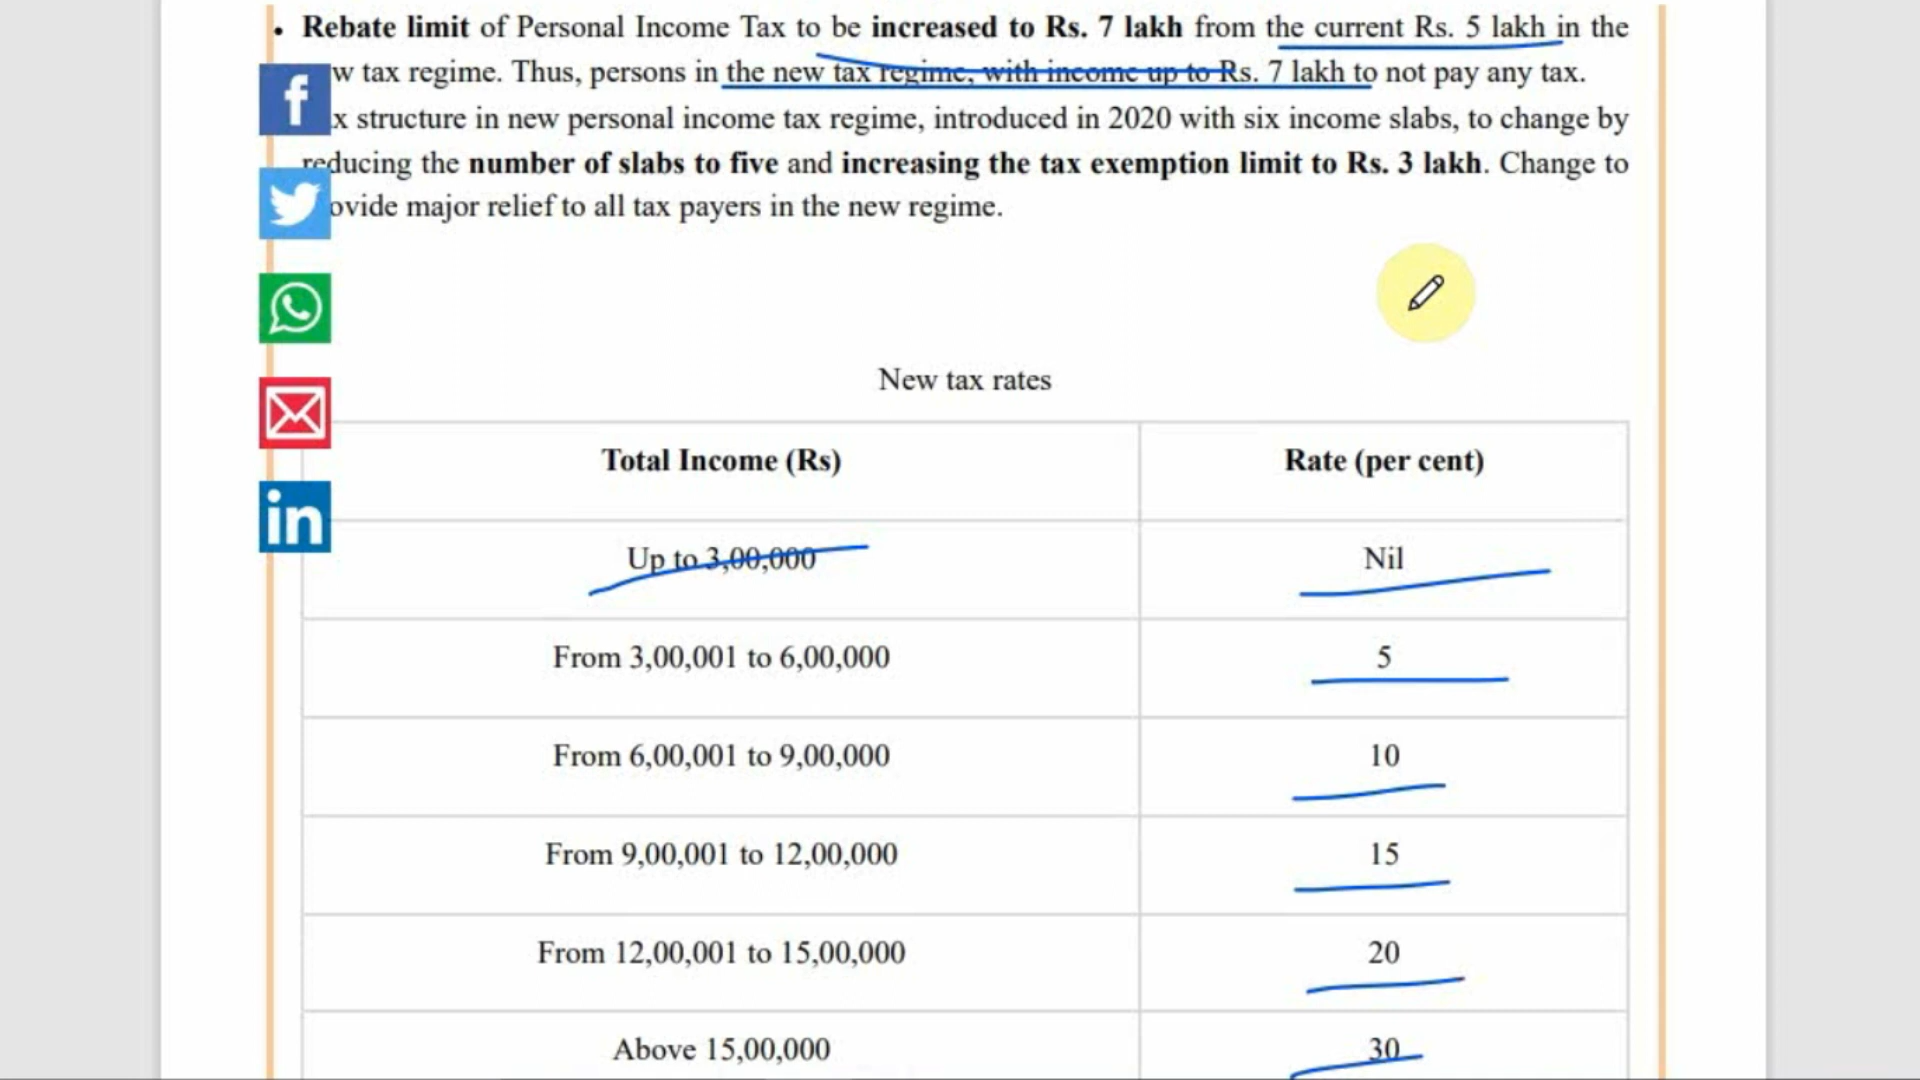 • Rebate limit of Personal Income Tax to be increased to Rs. 7 lakh from the current Rs. 5 lakh in the
w tax regime. Thus, persons in the new tax regime, with income up to Rs. 7 lakh to not pay any tax.
x structure in new personal income tax regime, introduced in 2020 with six income slabs, to change by
reducing the number of slabs to five and increasing the tax exemption limit to Rs. 3 lakh. Change to
ovide major relief to all tax payers in the new regime.
f
in
New tax rates
Total Income (Rs) Rate (per cent)
Up to 3,00,000 Nil
From 3,00,001 to 6,00,000 5
From 6,00,001 to 9,00,000 10
From 9,00,001 to 12,00,000 15
From 12,00,001 to 15,00,000 20
Above 15,00,000 30